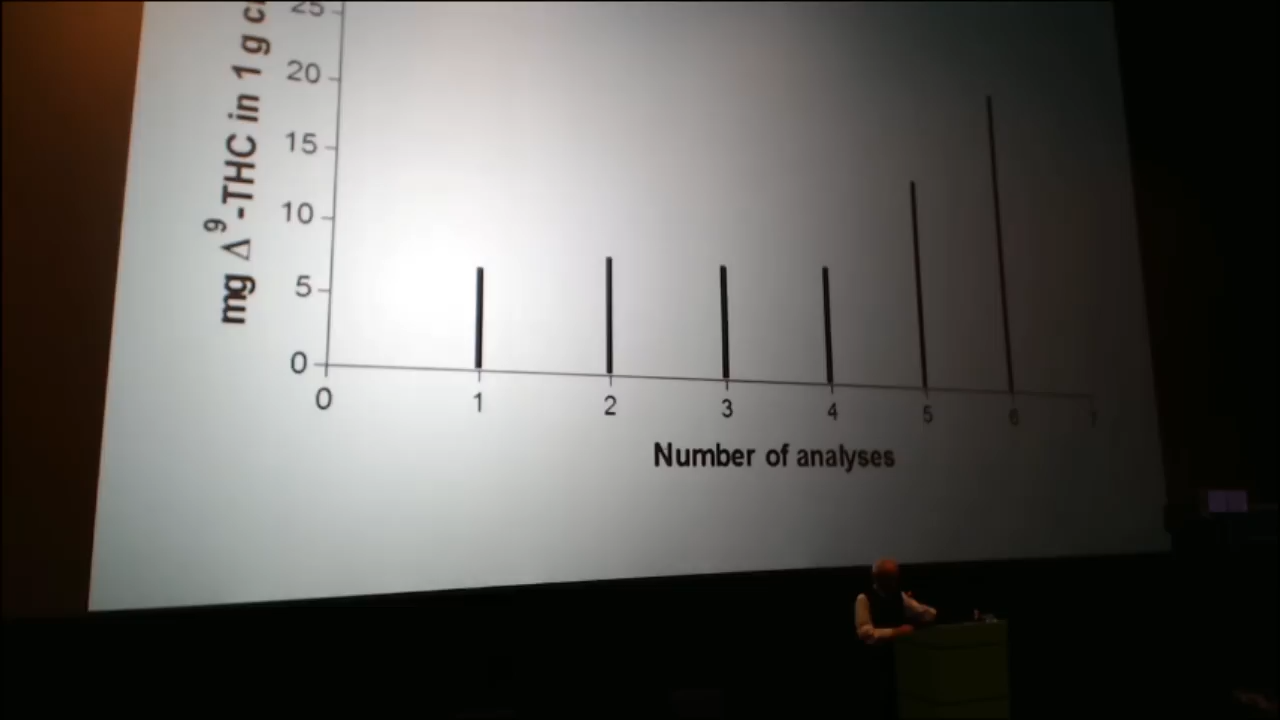 mg Δ⁹-THC in 1 g
25
20
15
10
5
0
0 1 2 3 4 5 6 7
Number of analyses